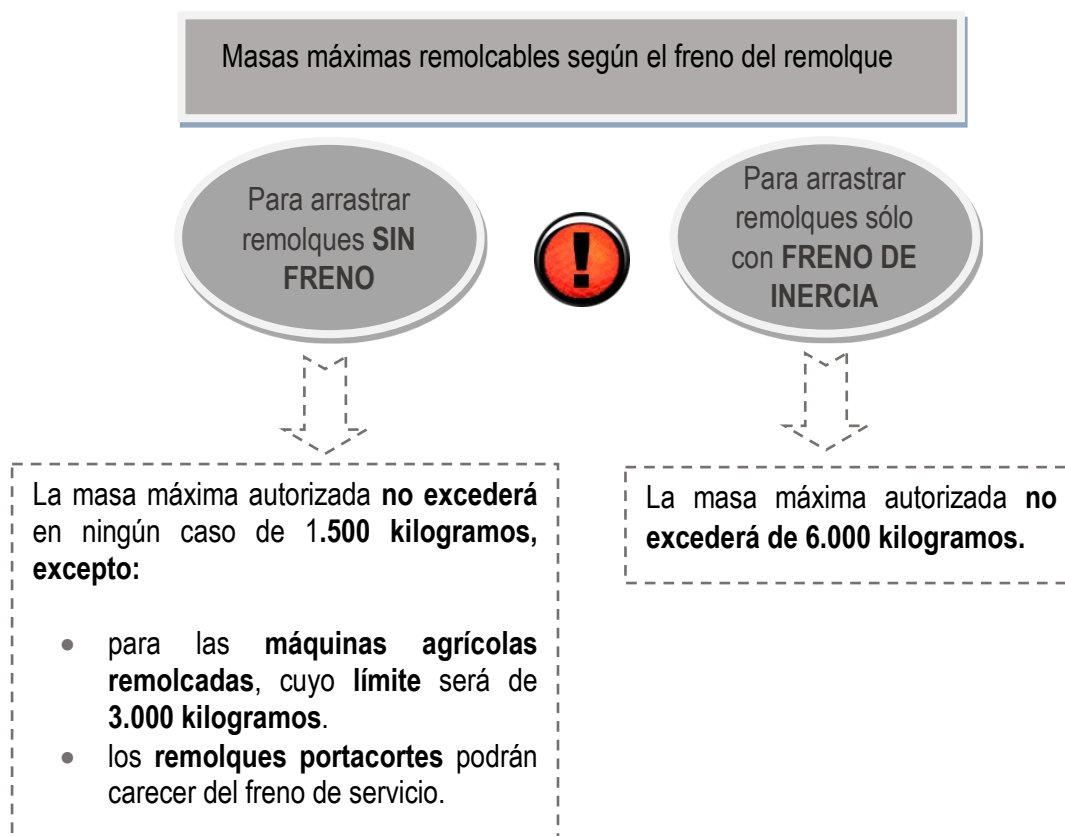 Masas máximas remolcables según el freno del remolque
Para arrastrar
remolques SIN
FRENO
Para arrastrar
remolques sólo
con FRENO DE
INERCIA
La masa máxima autorizada no excederá
en ningún caso de 1.500 kilogramos,
excepto:
• para las máquinas agrícolas
remolcadas, cuyo límite será de
3.000 kilogramos.
• los remolques portacortes podrán
carecer del freno de servicio.
La masa máxima autorizada no
excederá de 6.000 kilogramos.